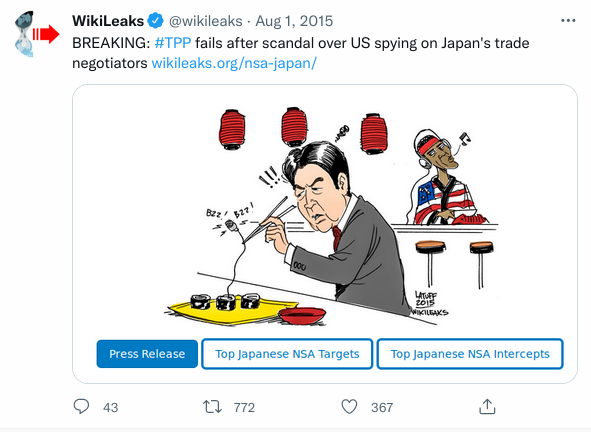 WikiLeaks @wikileaks · Aug 1, 2015
BREAKING: #TPP fails after scandal over US spying on Japan's trade
negotiators wikileaks.org/nsa-japan/
!!!
BZZ! BZZ!
LATUFF
2015
WIKILEAKS
Press Release Top Japanese NSA Targets Top Japanese NSA Intercepts
43 772 367